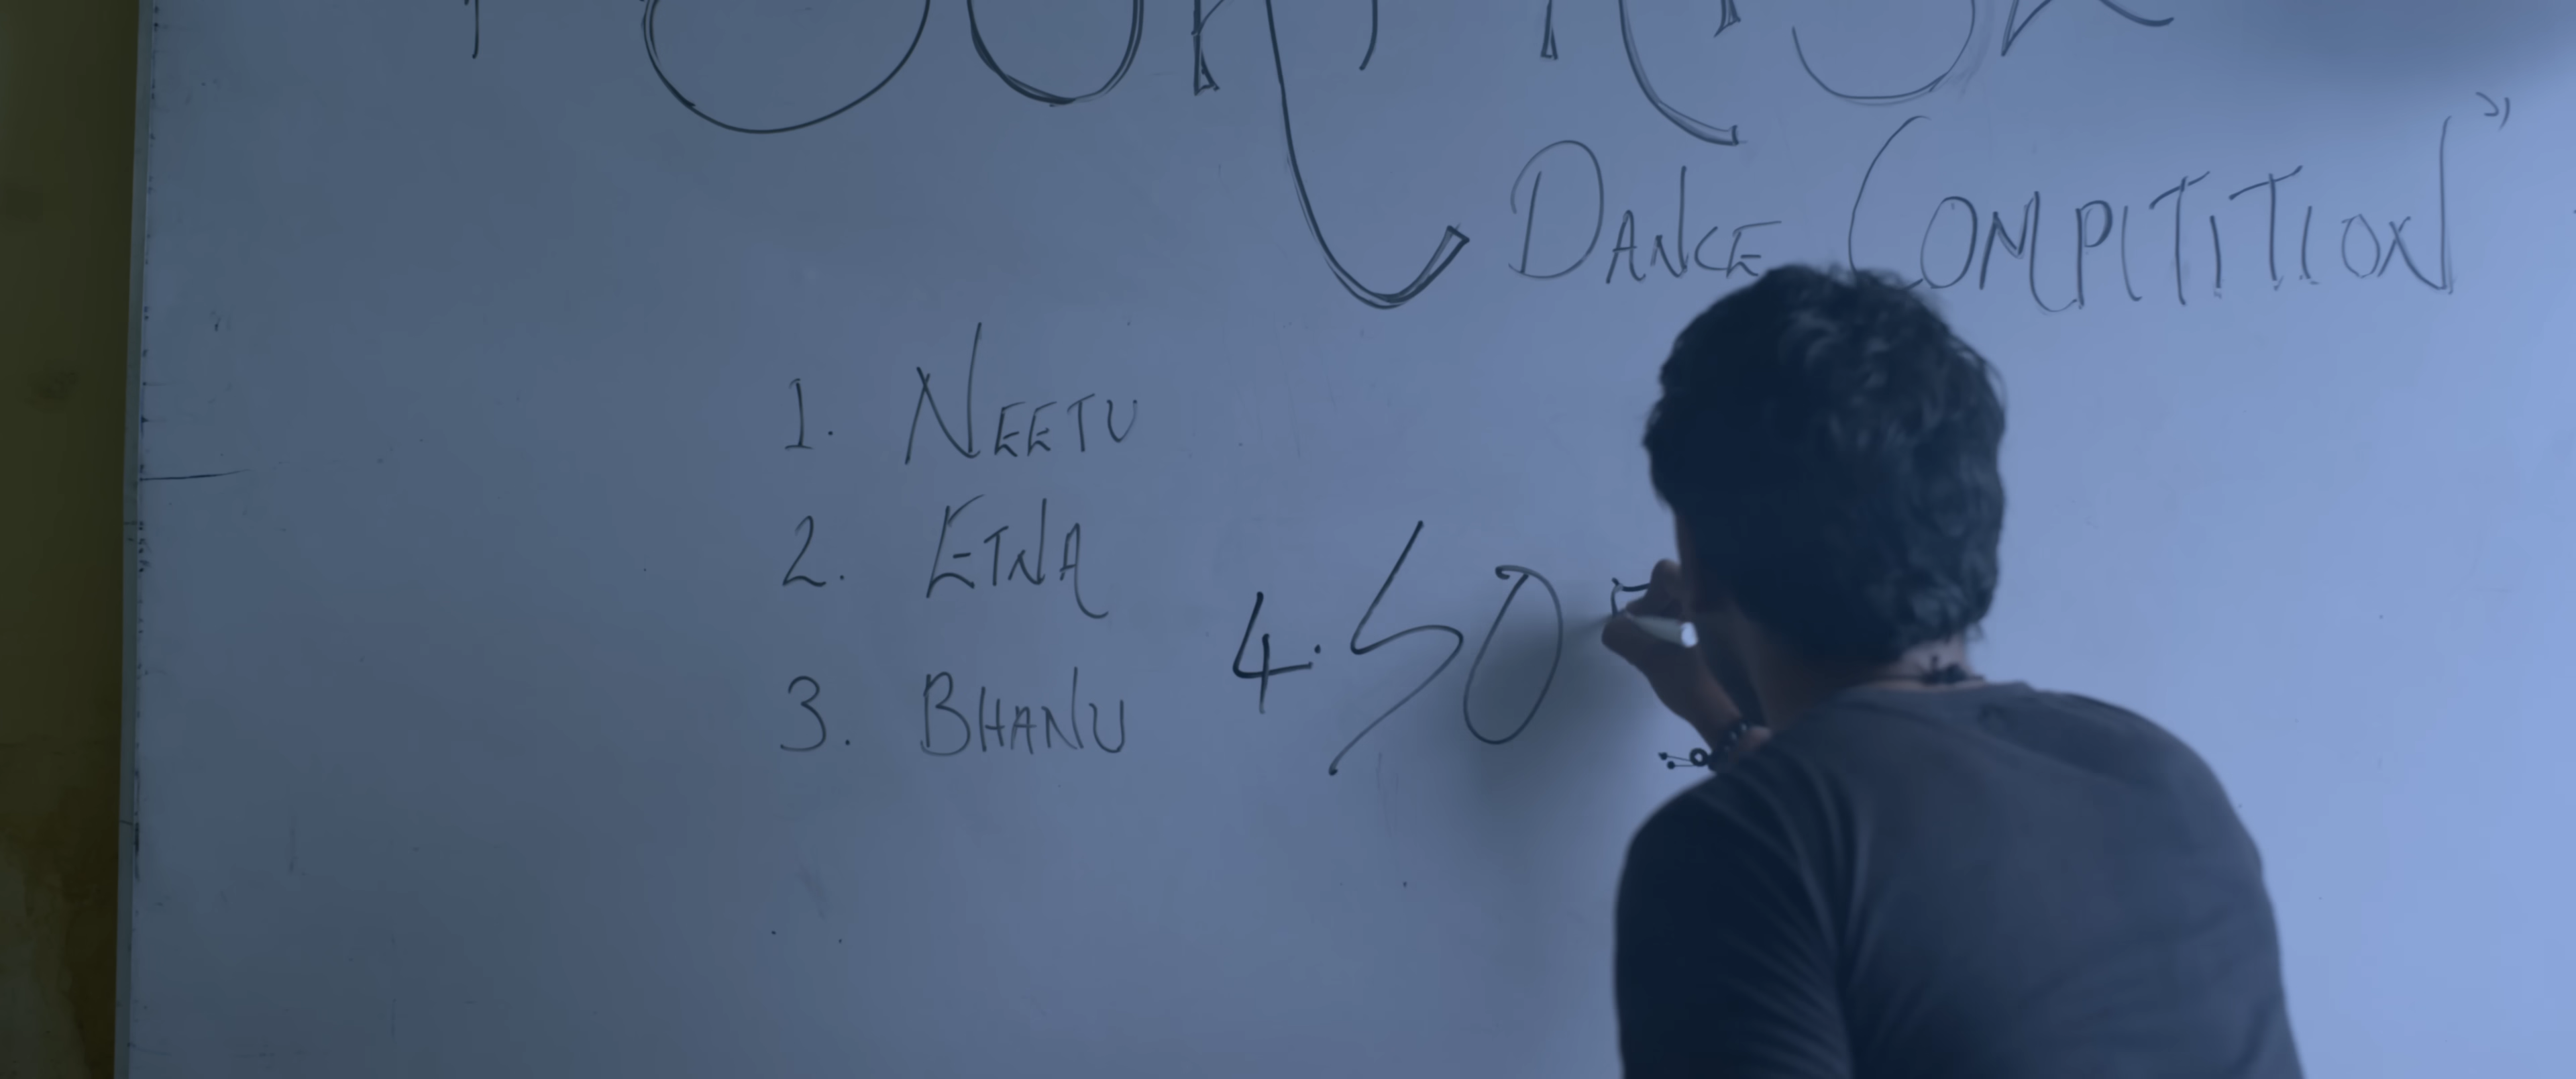 DANCE COMPITITION"
1. NEETU
2. ETNA
3. BHANU
4. SO